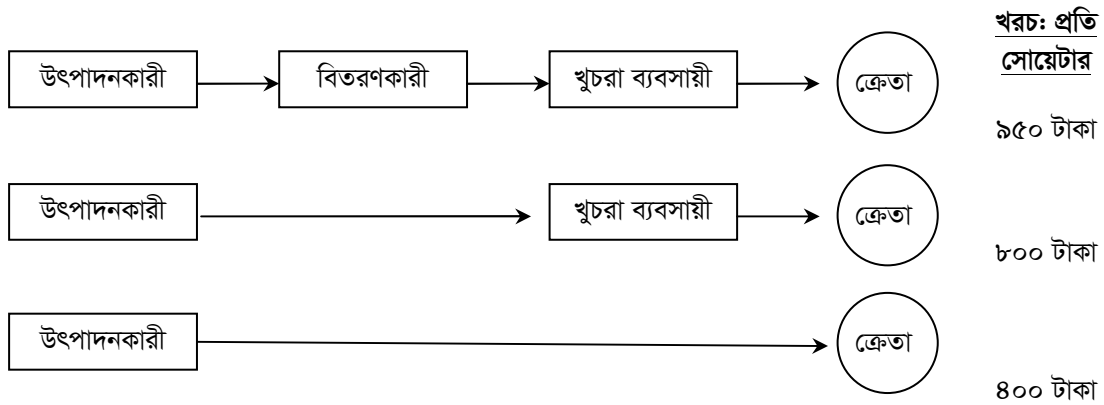 খরচ: প্রতি
সোয়েটার
উৎপাদনকারী বিতরণকারী খুচরা ব্যবসায়ী ক্রেতা
৯৫০ টাকা
উৎপাদনকারী খুচরা ব্যবসায়ী ক্রেতা
৮০০ টাকা
উৎপাদনকারী ক্রেতা
৪০০ টাকা